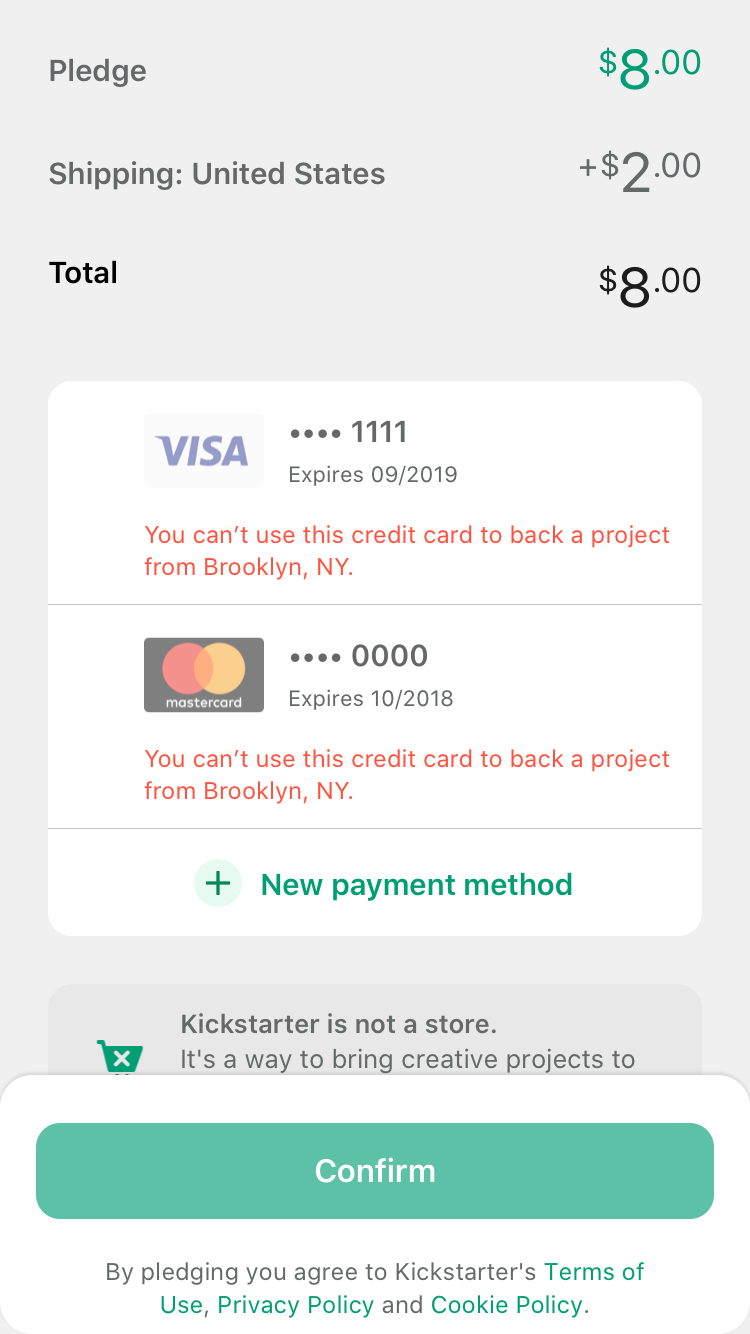 Pledge $8.00
Shipping: United States +$2.00
Total $8.00
VISA •••• 1111
Expires 09/2019
You can’t use this credit card to back a project
from Brooklyn, NY.
mastercard •••• 0000
Expires 10/2018
You can’t use this credit card to back a project
from Brooklyn, NY.
+ New payment method
Kickstarter is not a store.
It's a way to bring creative projects to
Confirm
By pledging you agree to Kickstarter's Terms of
Use, Privacy Policy and Cookie Policy.